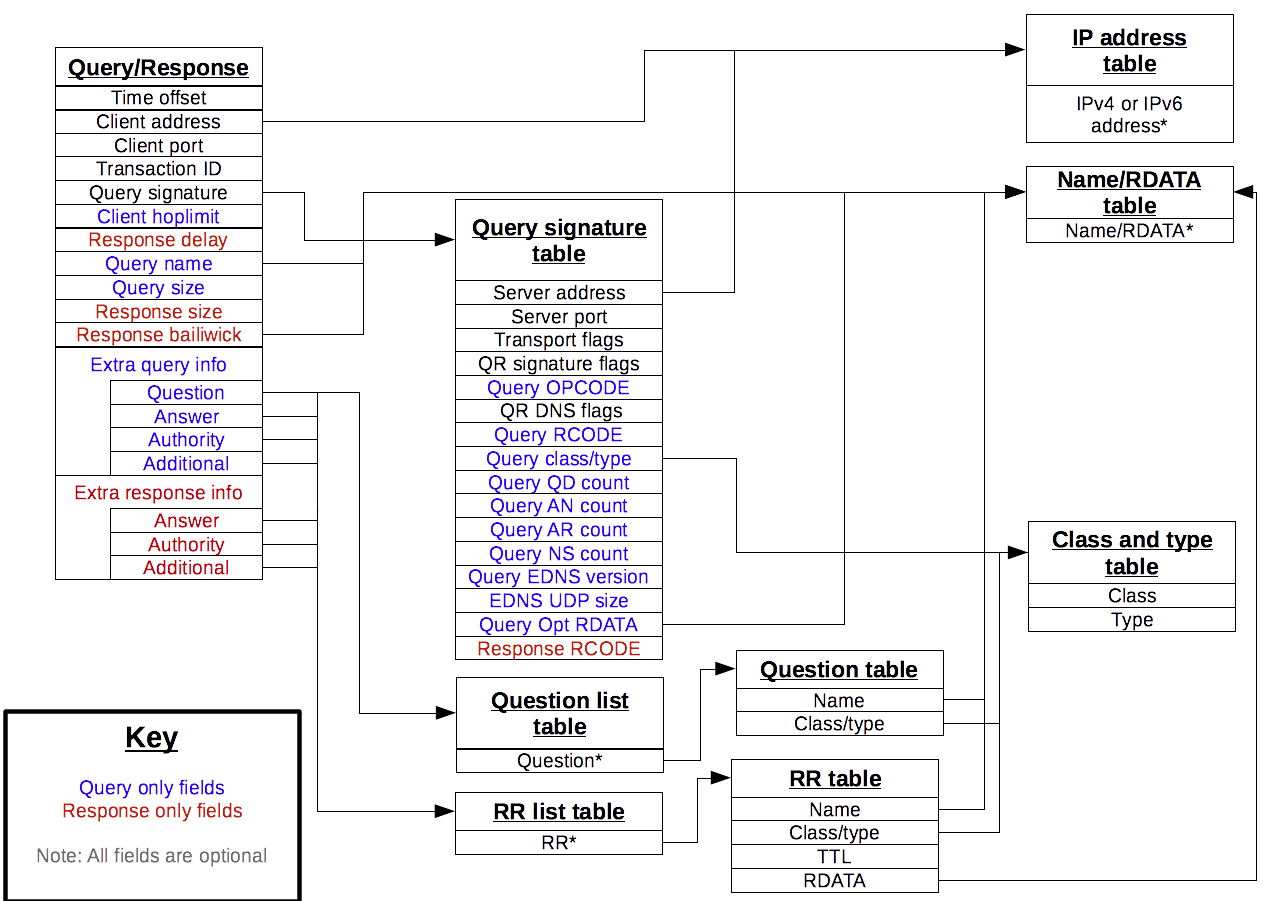 Query/Response
Time offset
Client address
Client port
Transaction ID
Query signature
Client hoplimit
Response delay
Query name
Query size
Response size
Response bailiwick
Extra query info
Question
Answer
Authority
Additional
Extra response info
Answer
Authority
Additional
Key
Query only fields
Response only fields
Note: All fields are optional
Query signature
table
Server address
Server port
Transport flags
QR signature flags
Query OPCODE
QR DNS flags
Query RCODE
Query class/type
Query QD count
Query AN count
Query AR count
Query NS count
Query EDNS version
EDNS UDP size
Query Opt RDATA
Response RCODE
Question list
table
Question*
RR list table
RR*
Question table
Name
Class/type
RR table
Name
Class/type
TTL
RDATA
IP address
table
IPv4 or IPv6
address*
Name/RDATA
table
Name/RDATA*
Class and type
table
Class
Type